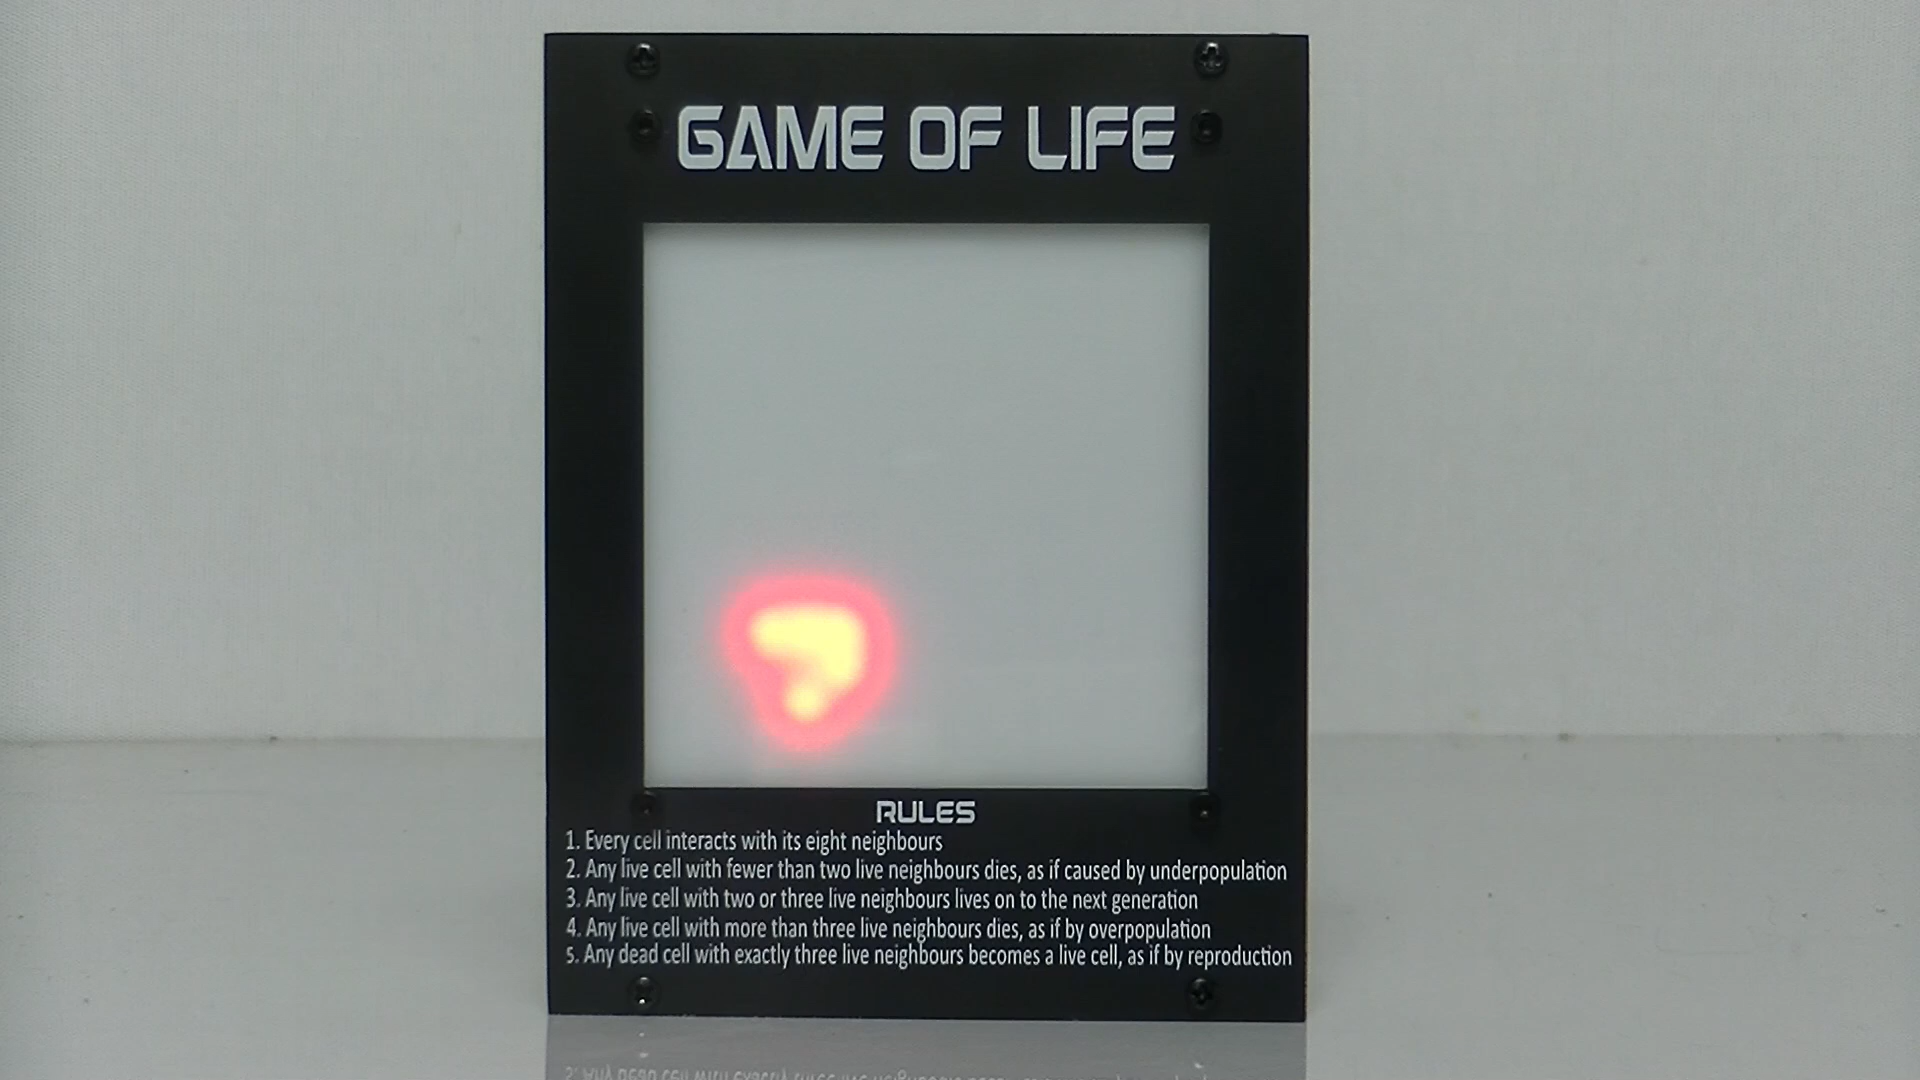 GAME OF LIFE
RULES
1. Every cell interacts with its eight neighbours
2. Any live cell with fewer than two live neighbours dies, as if caused by underpopulation
3. Any live cell with two or three live neighbours lives on to the next generation
4. Any live cell with more than three live neighbours dies, as if by overpopulation
5. Any dead cell with exactly three live neighbours becomes a live cell, as if by reproduction